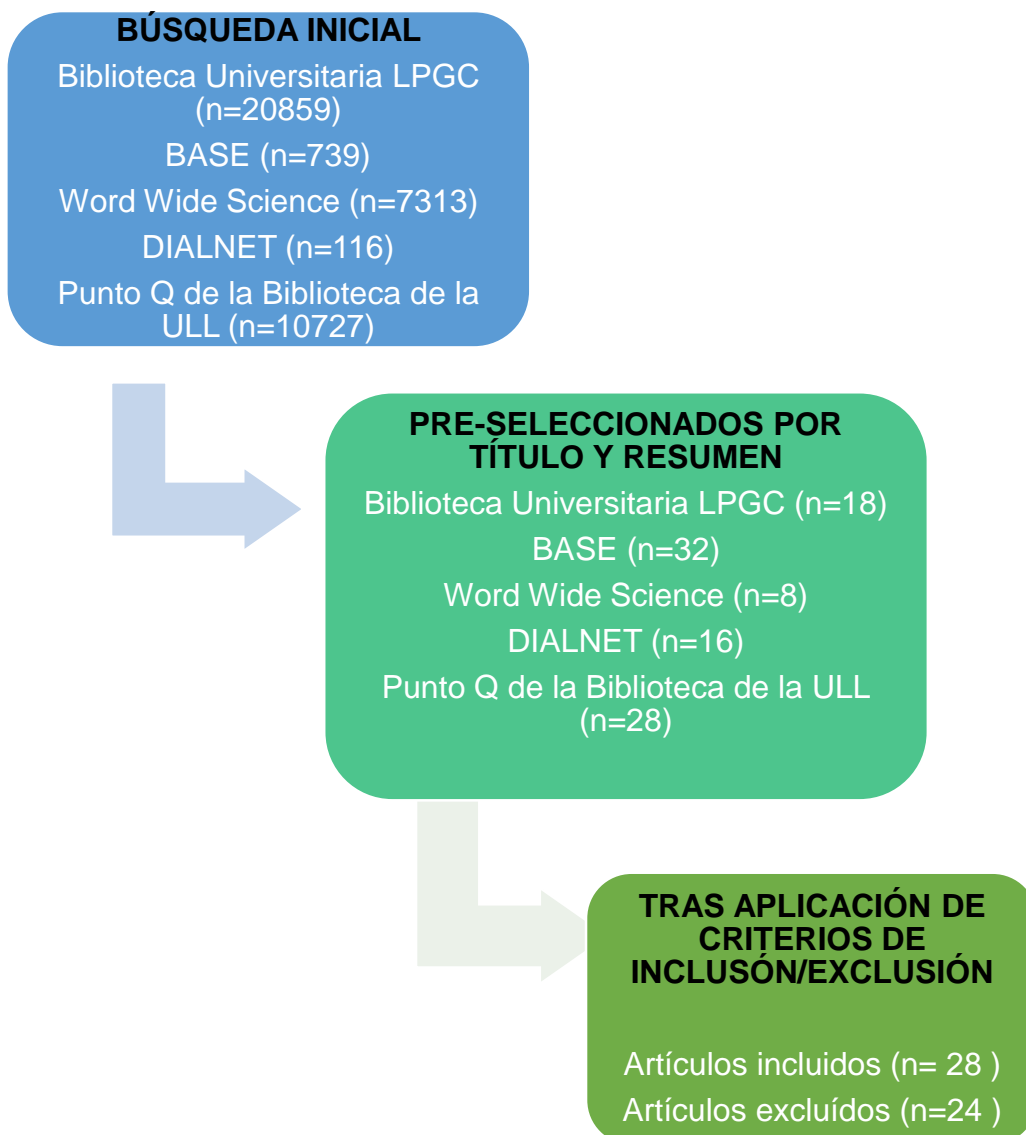 BÚSQUEDA INICIAL
Biblioteca Universitaria LPGC
(n=20859)
BASE (n=739)
Word Wide Science (n=7313)
DIALNET (n=116)
Punto Q de la Biblioteca de la
ULL (n=10727)
PRE-SELECCIONADOS POR
TÍTULO Y RESUMEN
Biblioteca Universitaria LPGC (n=18)
BASE (n=32)
Word Wide Science (n=8)
DIALNET (n=16)
Punto Q de la Biblioteca de la ULL
(n=28)
TRAS APLICACIÓN DE
CRITERIOS DE
INCLUSÓN/EXCLUSIÓN
Artículos incluidos (n= 28 )
Artículos excluídos (n=24 )